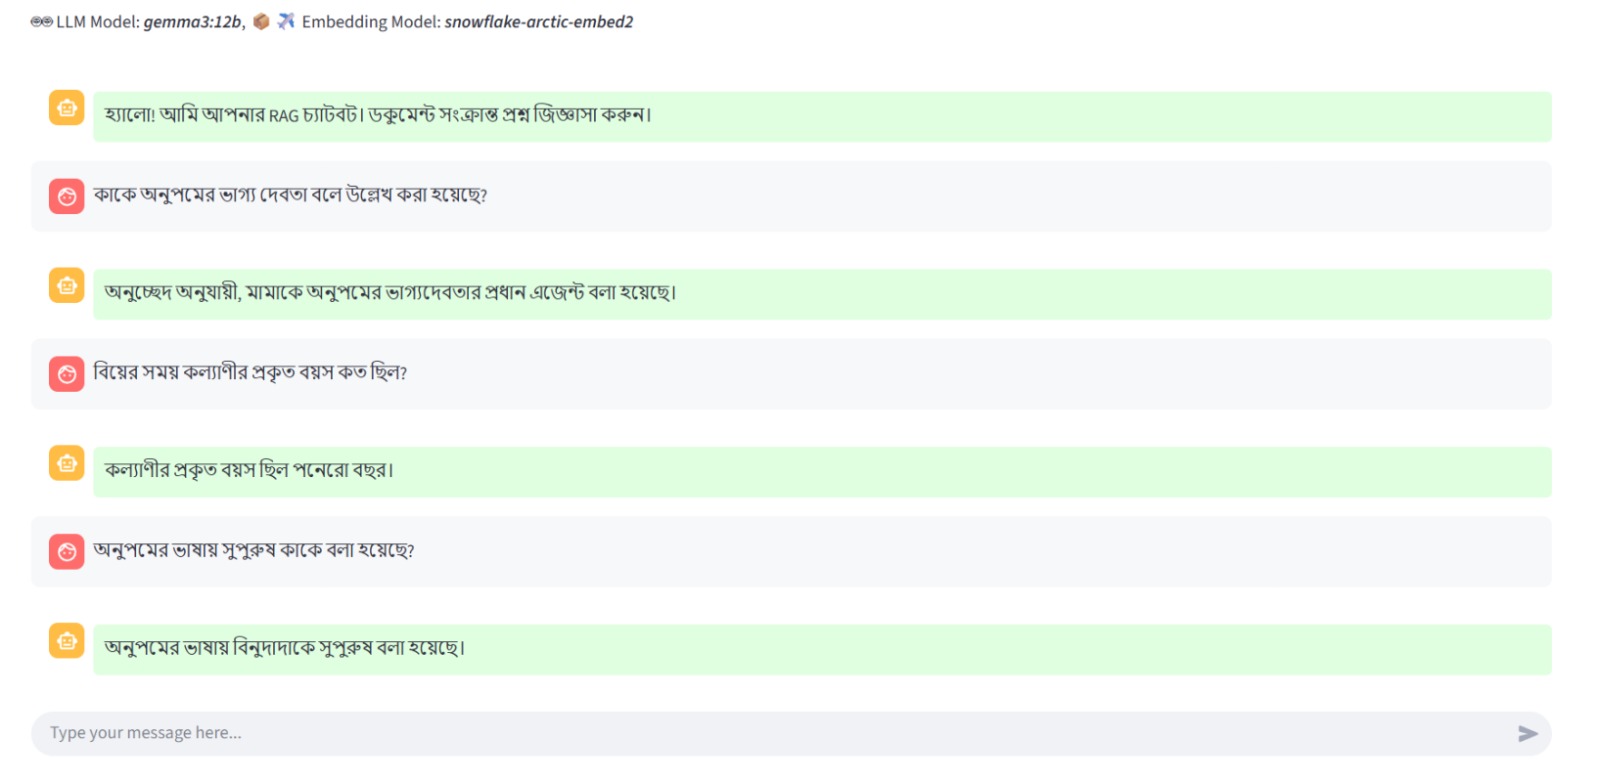 LLM Model: gemma3:12b, 📦 ✈️ Embedding Model: snowflake-arctic-embed2
হ্যালো! আমি আপনার RAG চ্যাটবট। ডকুমেন্ট সংক্রান্ত প্রশ্ন জিজ্ঞাসা করুন।
কাকে অনুপমের ভাগ্য দেবতা বলে উল্লেখ করা হয়েছে?
অনুচ্ছেদ অনুযায়ী, মামাকে অনুপমের ভাগ্যদেবতার প্রধান এজেন্ট বলা হয়েছে।
বিয়ের সময় কল্যাণীর প্রকৃত বয়স কত ছিল?
কল্যাণীর প্রকৃত বয়স ছিল পনেরো বছর।
অনুপমের ভাষায় সুপুরুষ কাকে বলা হয়েছে?
অনুপমের ভাষায় বিনুদাদাকে সুপুরুষ বলা হয়েছে।
Type your message here...